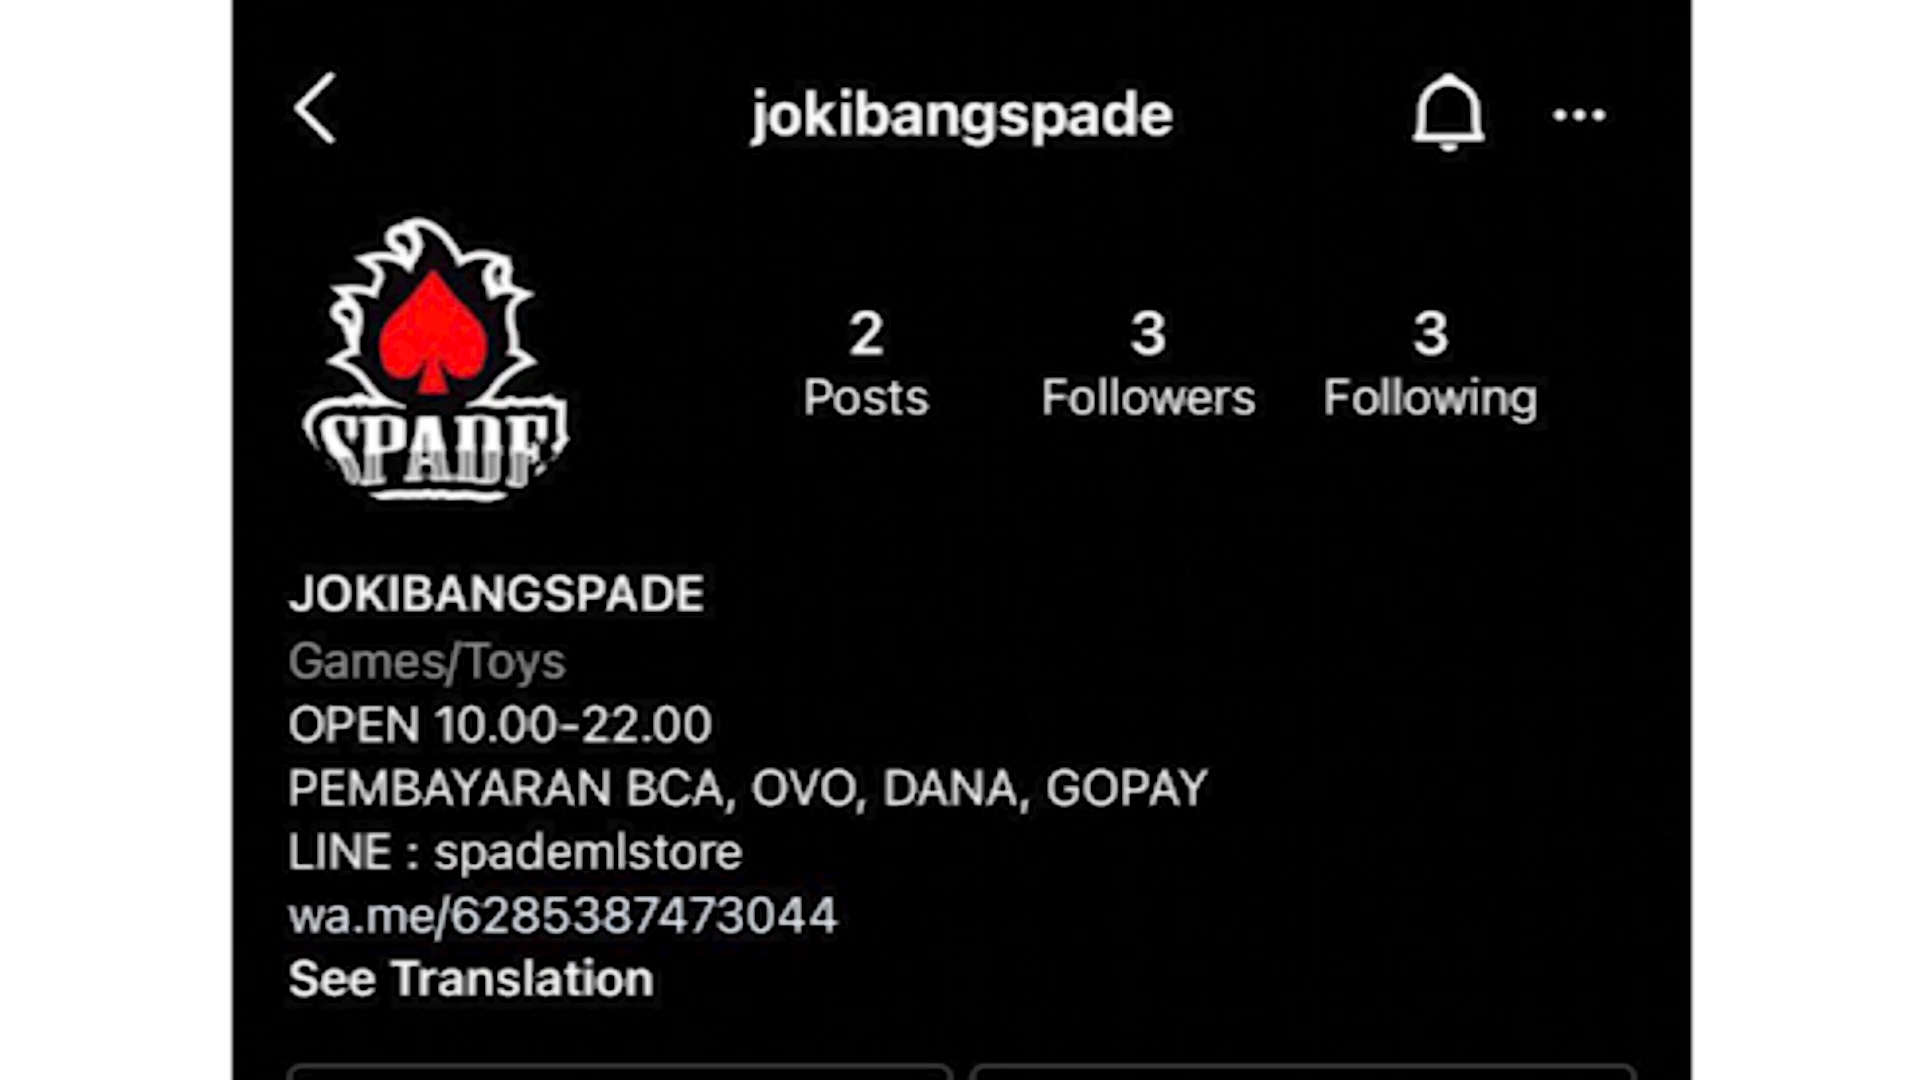 jokibangspade
SPADE
2 3 3
Posts Followers Following
JOKIBANGSPADE
Games/Toys
OPEN 10.00-22.00
PEMBAYARAN BCA, OVO, DANA, GOPAY
LINE : spademlstore
wa.me/6285387473044
See Translation